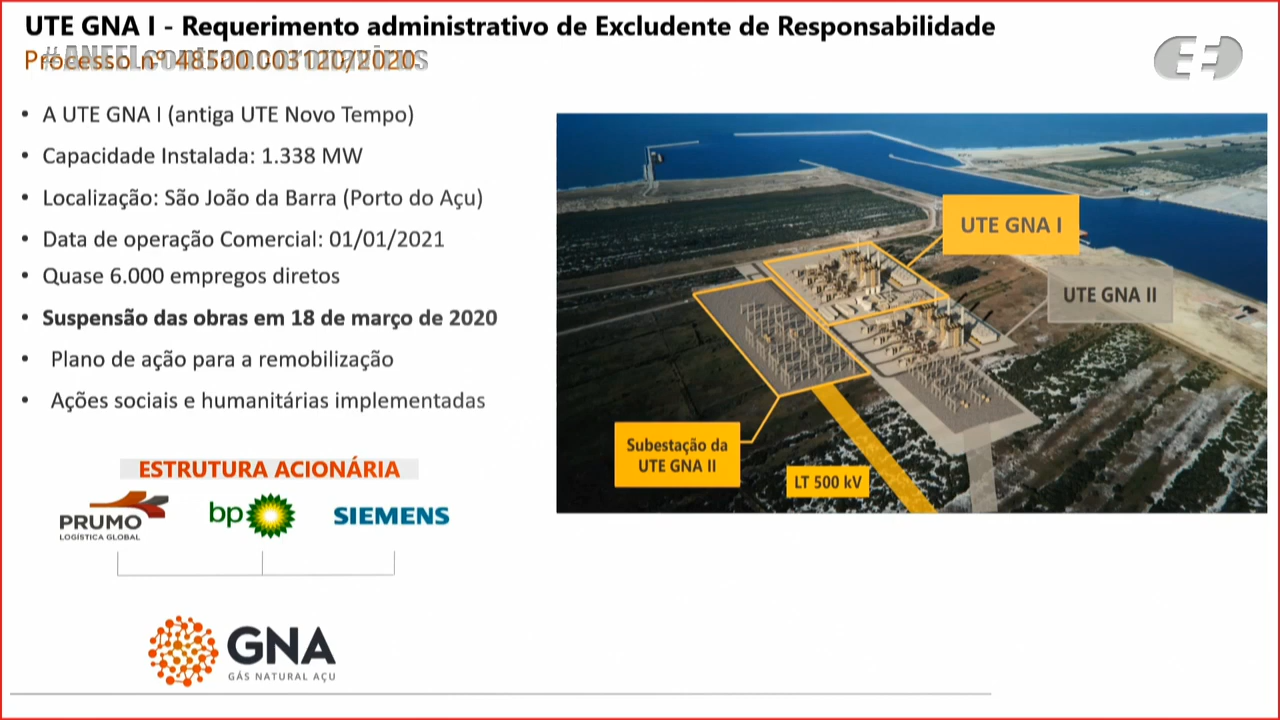 UTE GNA I - Requerimento administrativo de Excludente de Responsabilidade
Processo nº 48500.003120/2020
#ANEELcontraocoronavírus
• A UTE GNA I (antiga UTE Novo Tempo)
• Capacidade Instalada: 1.338 MW
• Localização: São João da Barra (Porto do Açu)
• Data de operação Comercial: 01/01/2021
• Quase 6.000 empregos diretos
• Suspensão das obras em 18 de março de 2020
• Plano de ação para a remobilização
• Ações sociais e humanitárias implementadas
UTE GNA I
UTE GNA II
Subestação da
UTE GNA II
LT 500 kV
ESTRUTURA ACIONÁRIA
PRUMO
LOGÍSTICA GLOBAL
bp
SIEMENS
GNA
GÁS NATURAL AÇU